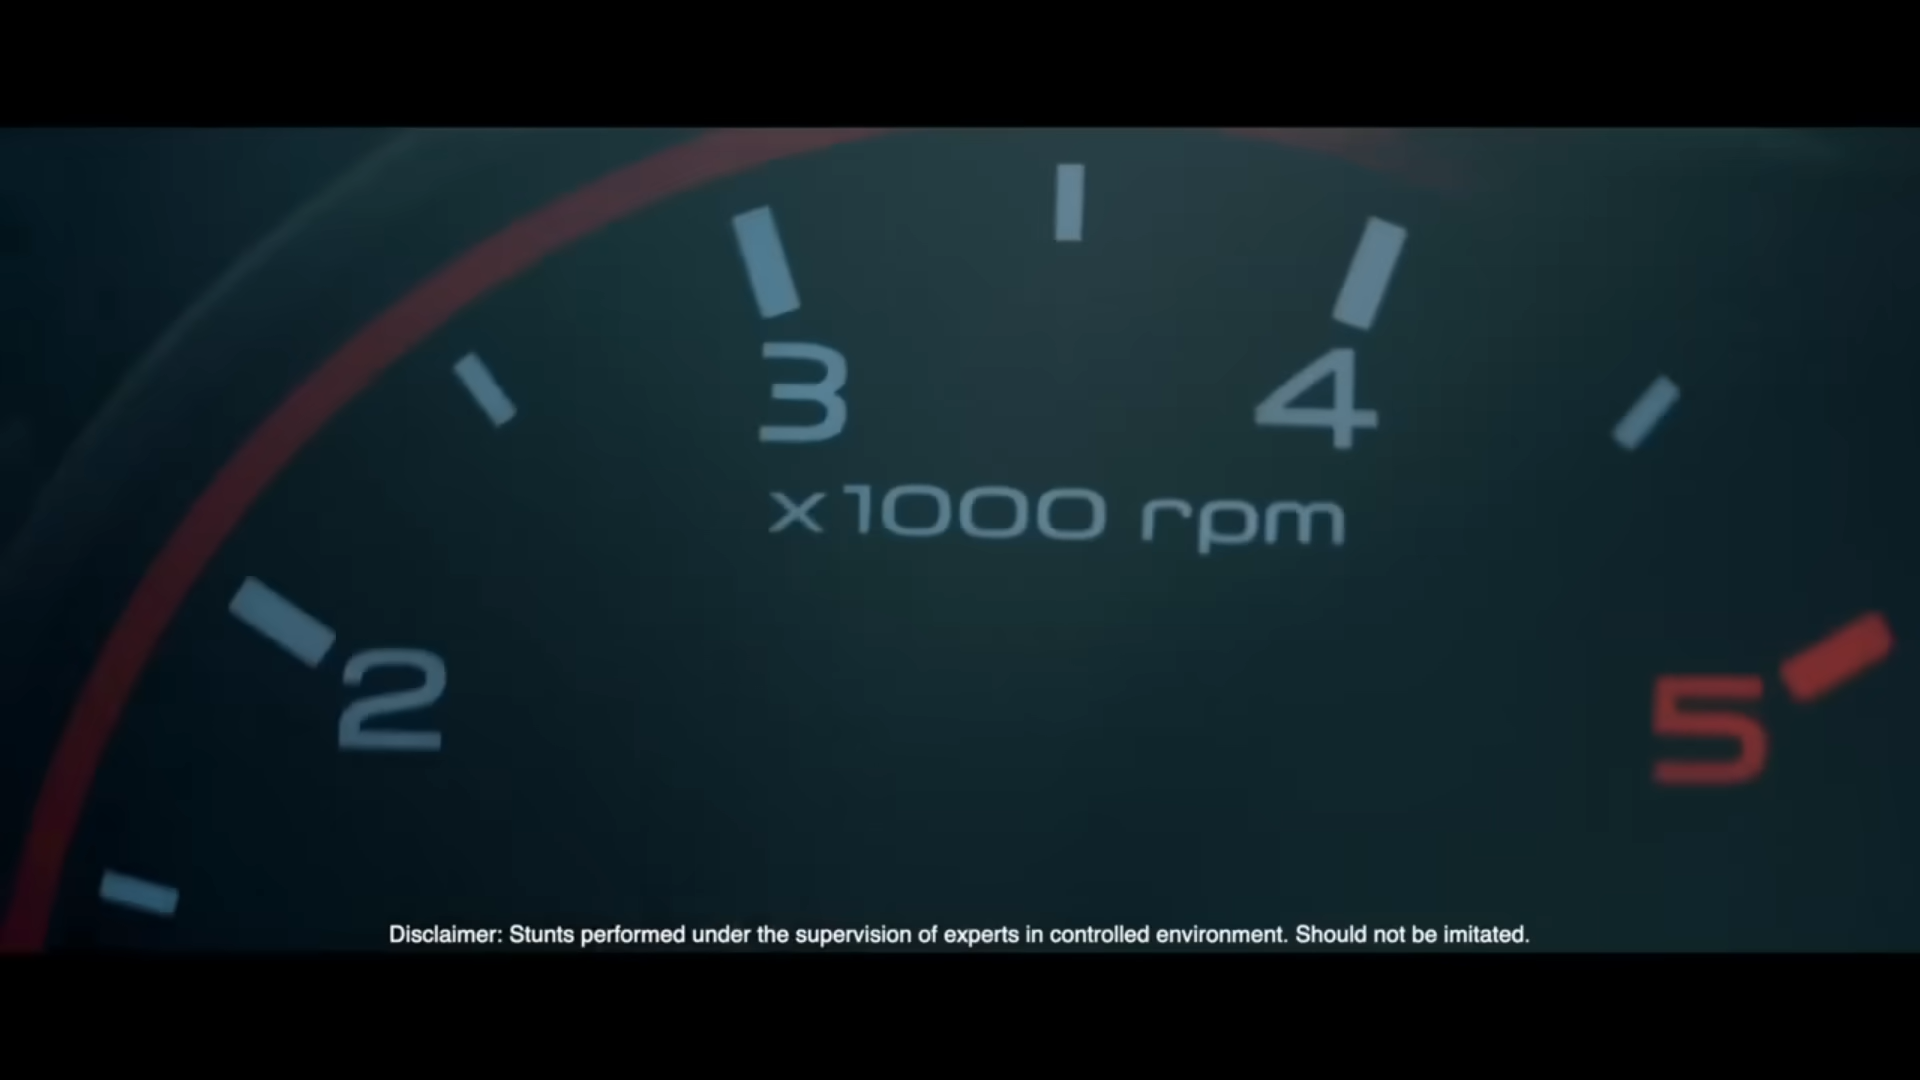 3
4
x1000 rpm
2
5
Disclaimer: Stunts performed under the supervision of experts in controlled environment. Should not be imitated.